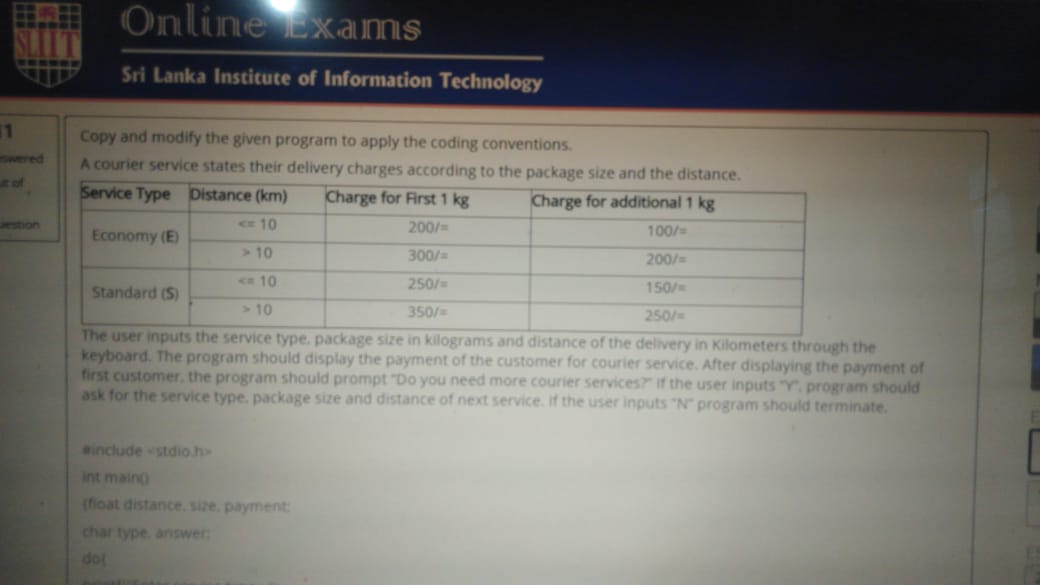 SLIIT
Online Exams
Sri Lanka Institute of Information Technology
Copy and modify the given program to apply the coding conventions.
A courier service states their delivery charges according to the package size and the distance.
Service Type Distance (km) Charge for First 1 kg Charge for additional 1 kg
Economy (E) <= 10 200/= 100/=
> 10 300/= 200/=
Standard (S) <= 10 250/= 150/=
> 10 350/= 250/=
The user inputs the service type, package size in kilograms and distance of the delivery in Kilometers through the
keyboard. The program should display the payment of the customer for courier service. After displaying the payment of
first customer, the program should prompt "Do you need more courier services?" if the user inputs "Y", program should
ask for the service type, package size and distance of next service. if the user inputs "N" program should terminate.
#include <stdio.h>
int main()
{float distance, size, payment;
char type, answer;
do{